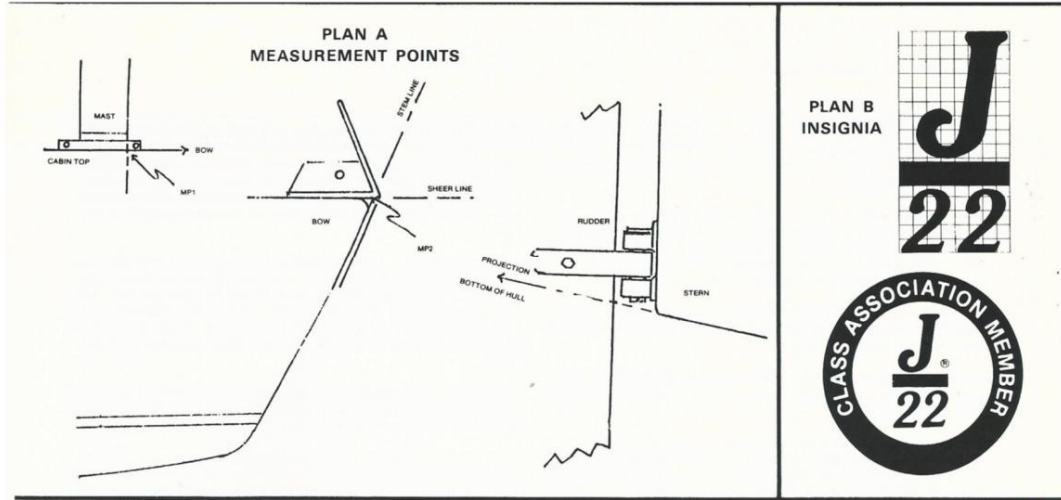 PLAN A
MEASUREMENT POINTS
MAST
CABIN TOP
BOW
MP1
STEM LINE
SHEER LINE
BOW
MP2
RUDDER
PROJECTION
BOTTOM OF HULL
STERN
PLAN B
INSIGNIA
J
22
CLASS ASSOCIATION MEMBER
J®
22